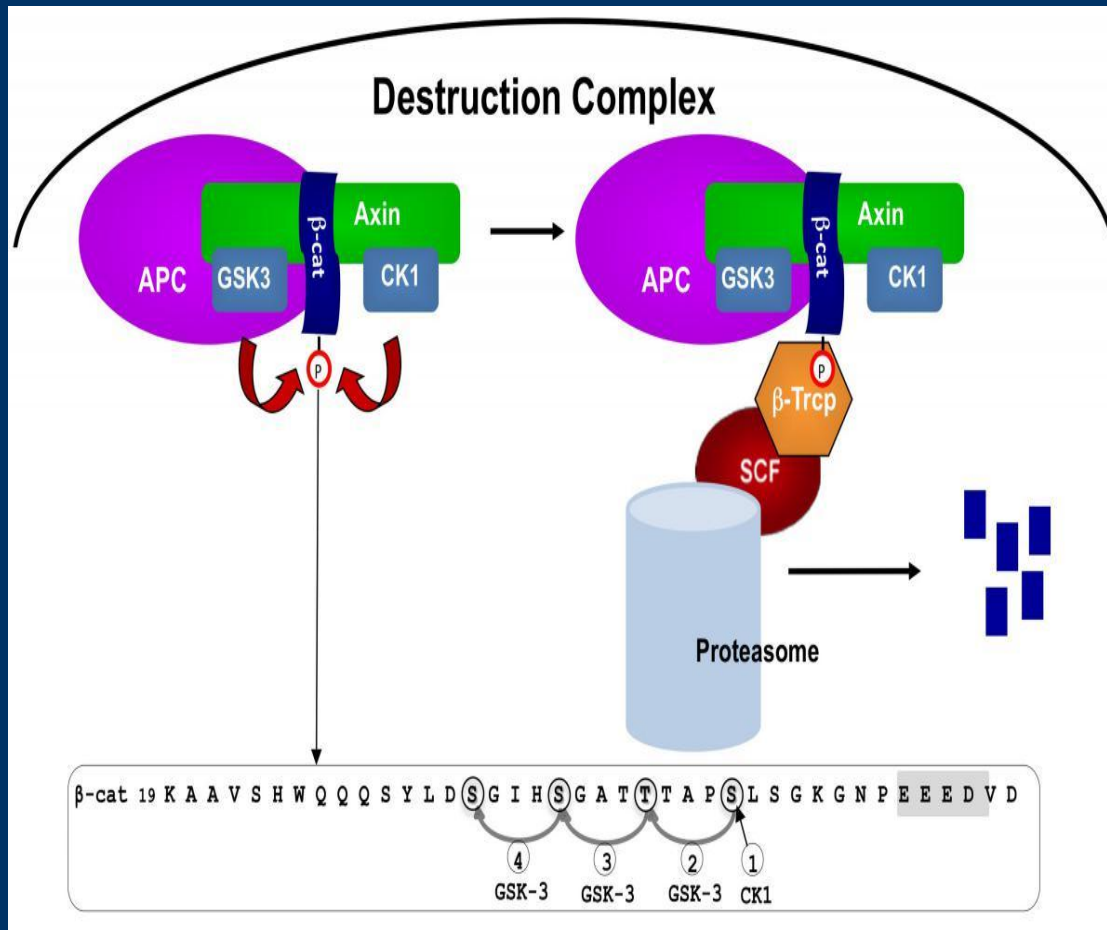 Destruction Complex
β-cat
Axin
APC
GSK3
CK1
P
β-cat
Axin
APC
GSK3
CK1
P
β-Trcp
SCF
Proteasome
β-cat 19 K A A V S H W Q Q Q S Y L D S G I H S G A T T T A P S L S G K G N P E E E D V D
4 3 2 1
GSK-3 GSK-3 GSK-3 CK1